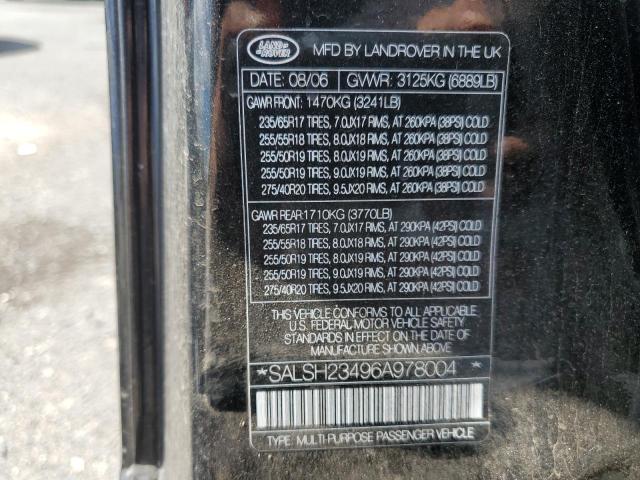 LAND ROVER
MFD BY LANDROVER IN THE UK
DATE: 08/06 GVWR: 3125KG (6889LB)
GAWR FRONT: 1470KG (3241LB)
235/65R17 TIRES, 7.0JX17 RIMS, AT 260KPA (38PSI) COLD
255/55R18 TIRES, 8.0JX18 RIMS, AT 260KPA (38PSI) COLD
255/50R19 TIRES, 8.0JX19 RIMS, AT 260KPA (38PSI) COLD
255/50R19 TIRES, 9.0JX19 RIMS, AT 260KPA (38PSI) COLD
275/40R20 TIRES, 9.5JX20 RIMS, AT 260KPA (38PSI) COLD
GAWR REAR 1710KG (3770LB)
235/65R17 TIRES, 7.0JX17 RIMS, AT 290KPA (42PSI) COLD
255/55R18 TIRES, 8.0JX18 RIMS, AT 290KPA (42PSI) COLD
255/50R19 TIRES, 8.0JX19 RIMS, AT 290KPA (42PSI) COLD
255/50R19 TIRES, 9.0JX19 RIMS, AT 290KPA (42PSI) COLD
275/40R20 TIRES, 9.5JX20 RIMS, AT 290KPA (42PSI) COLD
THIS VEHICLE CONFORMS TO ALL APPLICABLE,
U.S. FEDERAL MOTOR VEHICLE SAFETY
STANDARDS IN EFFECT ON THE DATE OF
MANUFACTURE SHOWN ABOVE.
*SALSH23496A978004*
TYPE: MULTI-PURPOSE PASSENGER VEHICLE